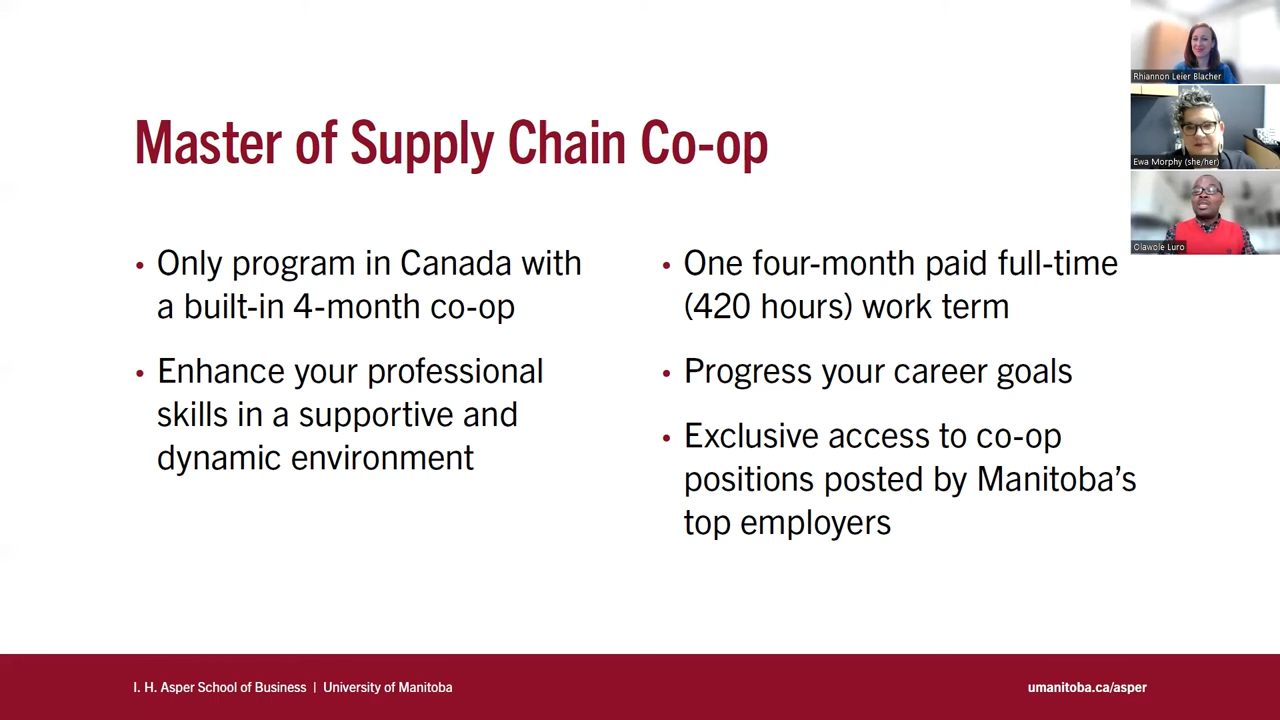 Master of Supply Chain Co-op
• Only program in Canada with
a built-in 4-month co-op
• Enhance your professional
skills in a supportive and
dynamic environment
• One four-month paid full-time
(420 hours) work term
• Progress your career goals
• Exclusive access to co-op
positions posted by Manitoba’s
top employers
Rhiannon Leier Blacher
Ewa Morphy (she/her)
Olawole Luro
I. H. Asper School of Business | University of Manitoba
umanitoba.ca/asper